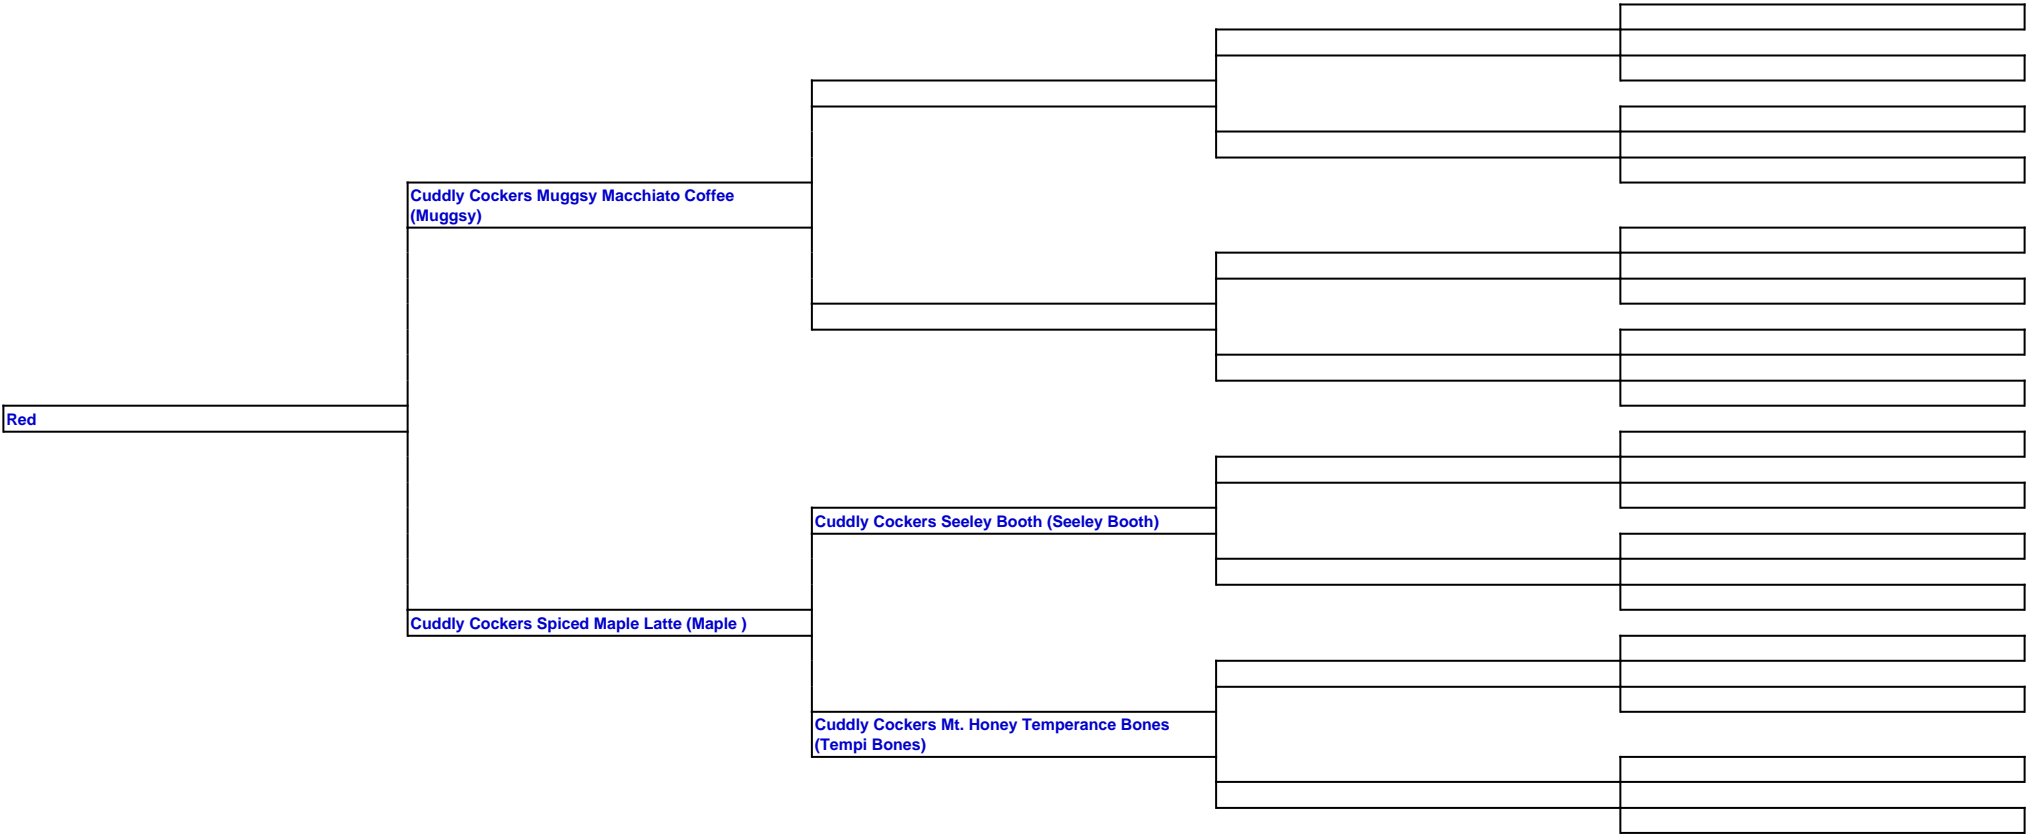 Cuddly Cockers Muggsy Macchiato Coffee
(Muggsy)
Red
Cuddly Cockers Seeley Booth (Seeley Booth)
Cuddly Cockers Spiced Maple Latte (Maple )
Cuddly Cockers Mt. Honey Temperance Bones
(Tempi Bones)